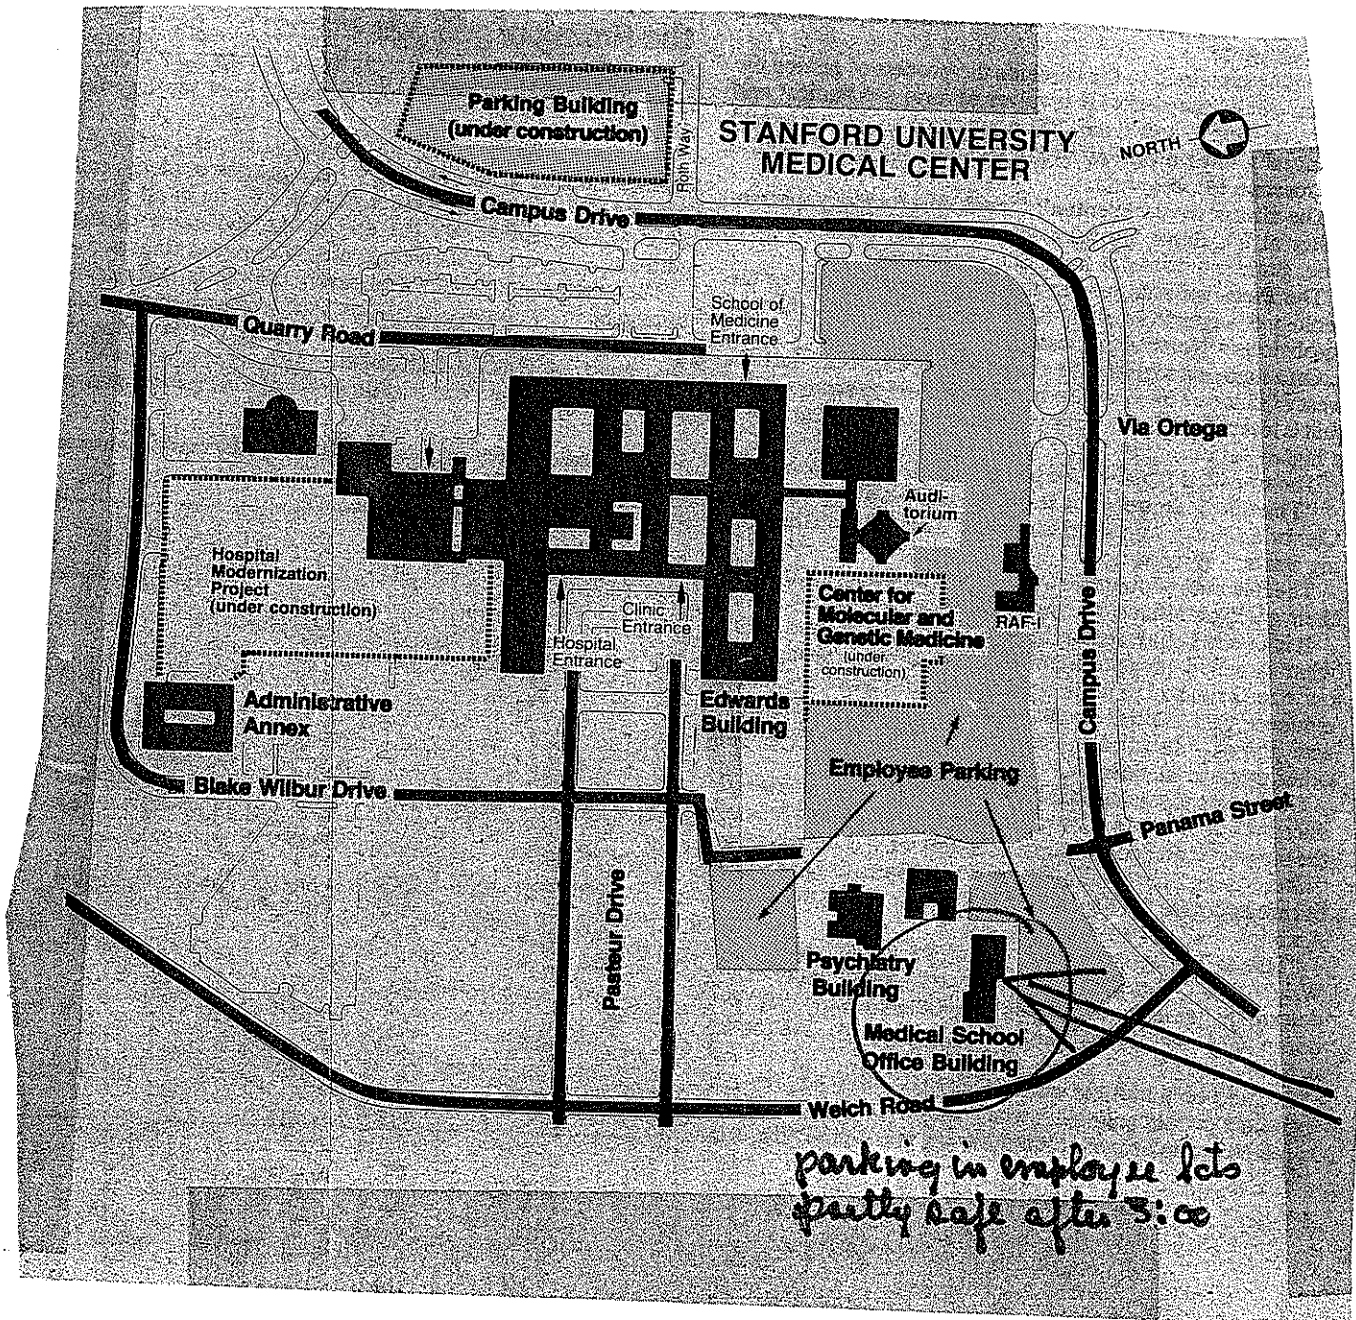 Parking Building
(under construction)
Roth Way
STANFORD UNIVERSITY
MEDICAL CENTER
NORTH
Campus Drive
Quarry Road
School of
Medicine
Entrance
Via Ortega
Audi-
torium
Hospital
Modernization
Project
(under construction)
Center for
Molecular and
Genetic Medicine
(under
construction)
RAF-I
Clinic
Entrance
Hospital
Entrance
Campus Drive
Administrative
Annex
Edwards
Building
Employee Parking
Blake Wilbur Drive
Panama Street
Pasteur Drive
Psychiatry
Building
Medical School
Office Building
Welch Road
parking in employee lots
after 3:00